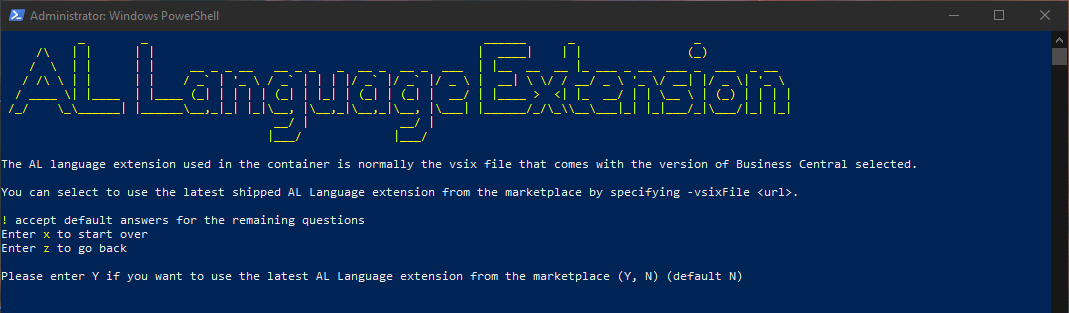 Administrator: Windows PowerShell
AL Language Extension
The AL language extension used in the container is normally the vsix file that comes with the version of Business Central selected.
You can select to use the latest shipped AL Language extension from the marketplace by specifying -vsixFile <url>.
! accept default answers for the remaining questions
Enter x to start over
Enter z to go back
Please enter Y if you want to use the latest AL Language extension from the marketplace (Y, N) (default N)